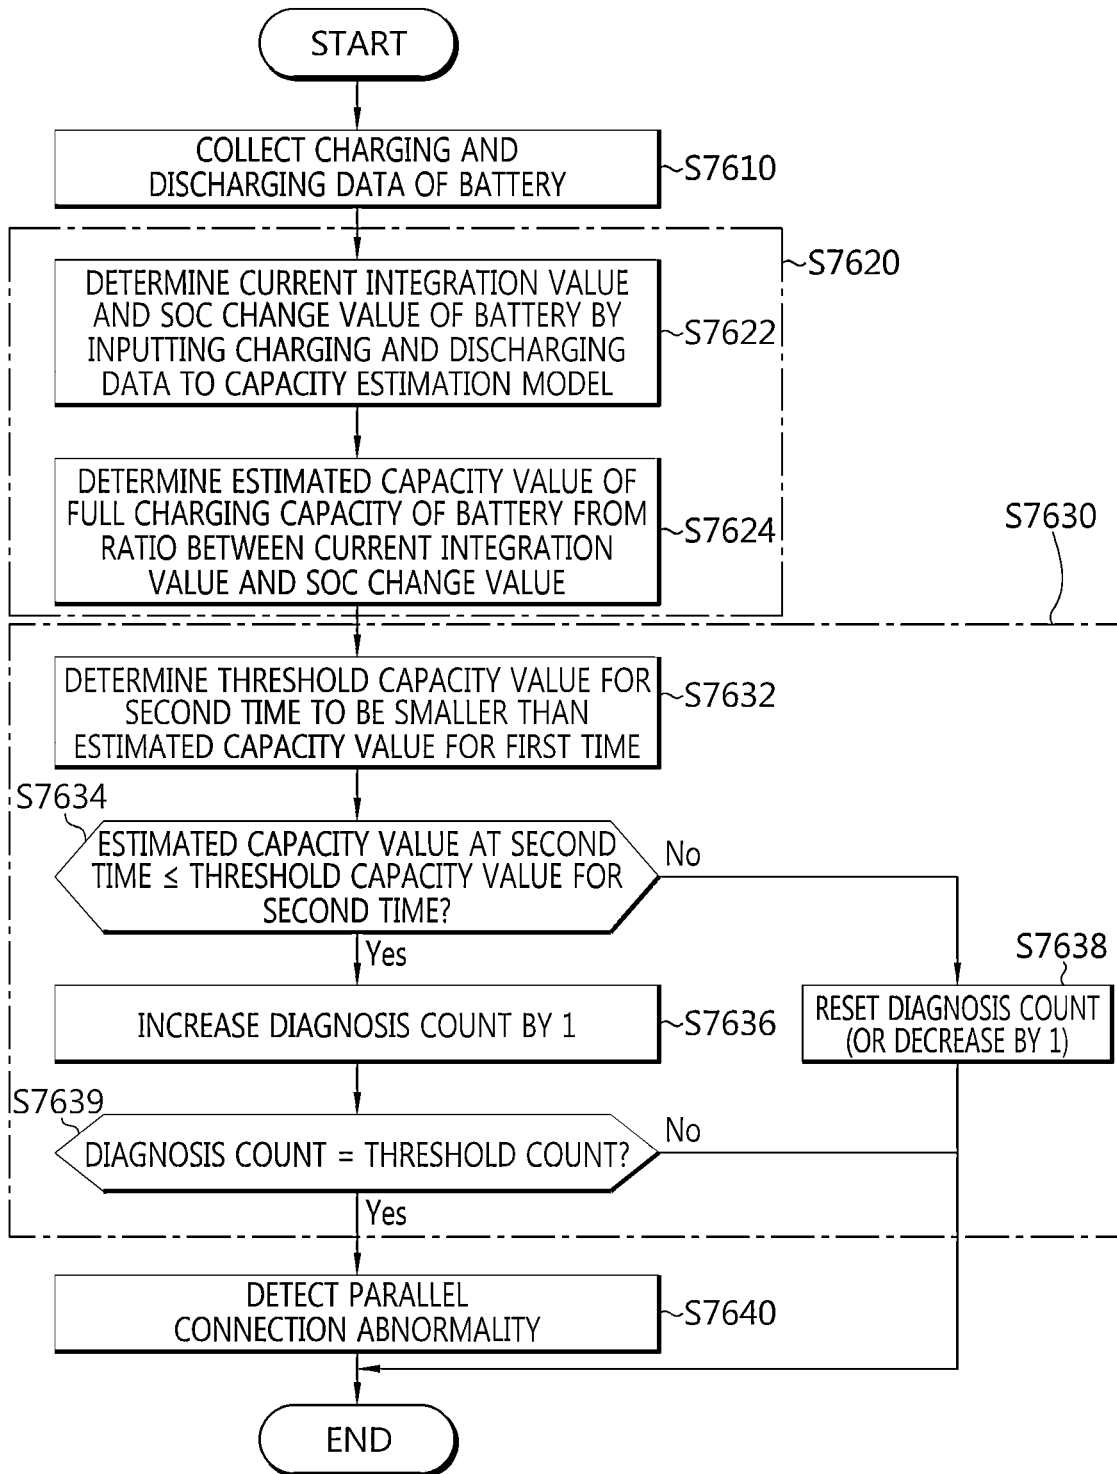 START
COLLECT CHARGING AND
DISCHARGING DATA OF BATTERY
S7610
S7620
DETERMINE CURRENT INTEGRATION VALUE
AND SOC CHANGE VALUE OF BATTERY BY
INPUTTING CHARGING AND DISCHARGING
DATA TO CAPACITY ESTIMATION MODEL
S7622
DETERMINE ESTIMATED CAPACITY VALUE OF
FULL CHARGING CAPACITY OF BATTERY FROM
RATIO BETWEEN CURRENT INTEGRATION
VALUE AND SOC CHANGE VALUE
S7624
S7630
DETERMINE THRESHOLD CAPACITY VALUE FOR
SECOND TIME TO BE SMALLER THAN
ESTIMATED CAPACITY VALUE FOR FIRST TIME
S7632
S7634
ESTIMATED CAPACITY VALUE AT SECOND
TIME ≤ THRESHOLD CAPACITY VALUE FOR
SECOND TIME?
No
Yes
S7638
INCREASE DIAGNOSIS COUNT BY 1
S7636
RESET DIAGNOSIS COUNT
(OR DECREASE BY 1)
S7639
DIAGNOSIS COUNT = THRESHOLD COUNT?
No
Yes
DETECT PARALLEL
CONNECTION ABNORMALITY
S7640
END